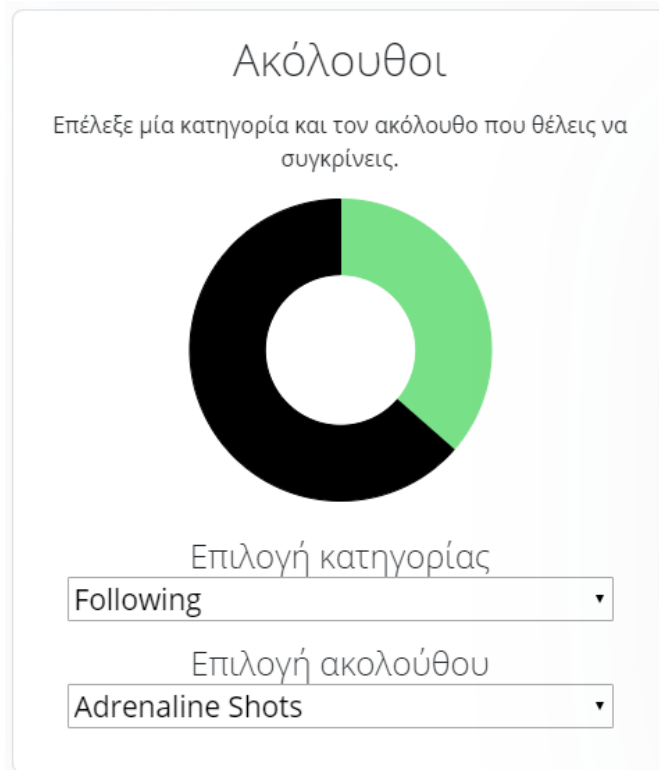 Ακόλουθοι
Επέλεξε μία κατηγορία και τον ακόλουθο που θέλεις να
συγκρίνεις.
Επιλογή κατηγορίας
Following
Επιλογή ακολούθου
Adrenaline Shots